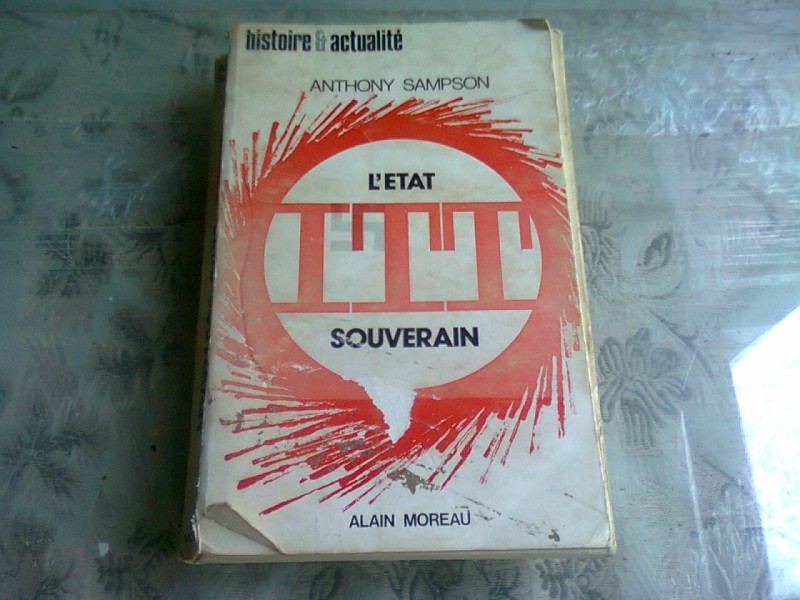 histoire & actualité
ANTHONY SAMPSON
L'ETAT
ITT
SOUVERAIN
ALAIN MOREAU